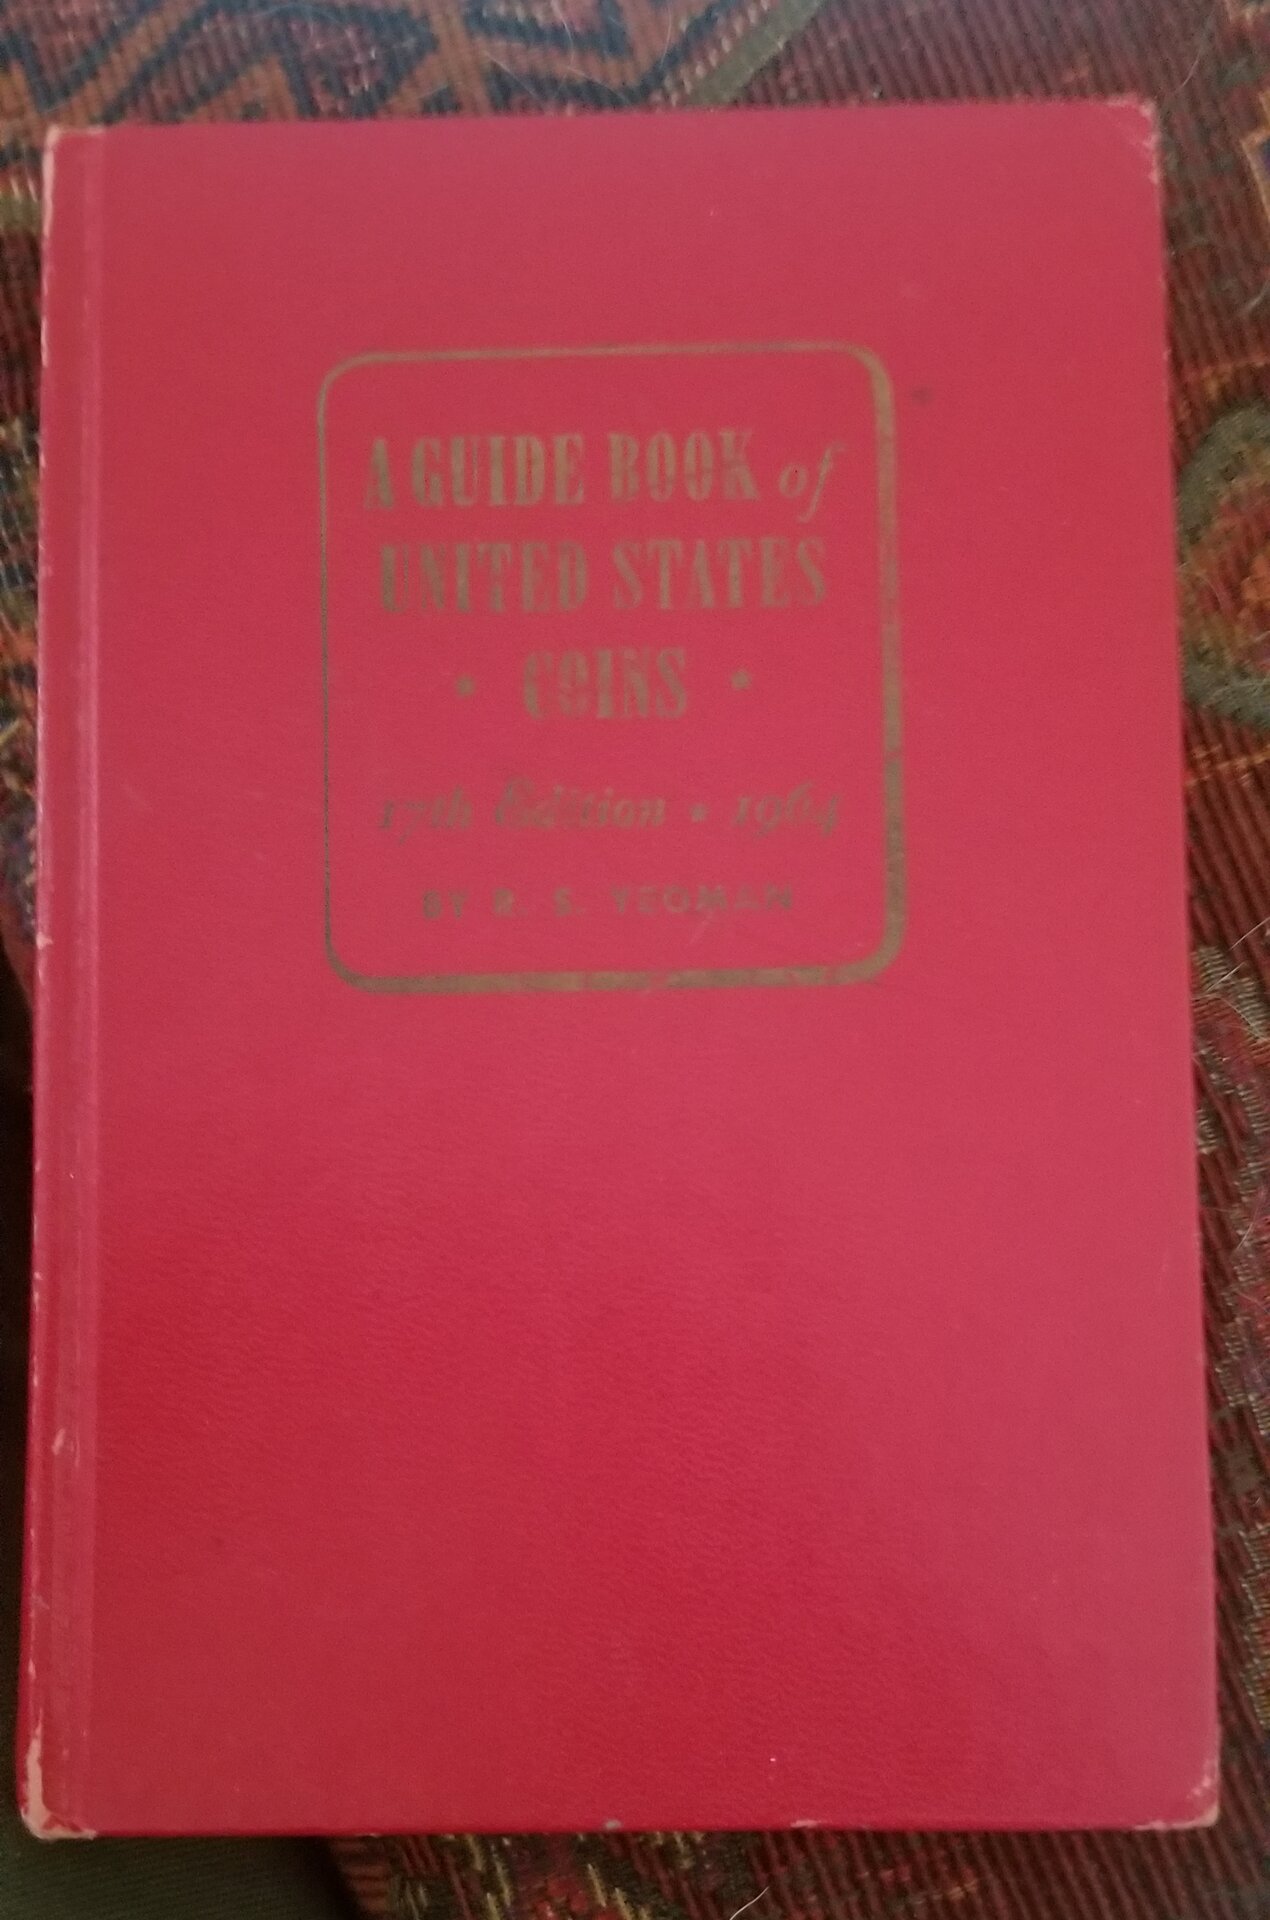 A GUIDE BOOK of
UNITED STATES
• COINS •
17th Edition • 1964
BY R. S. YEOMAN